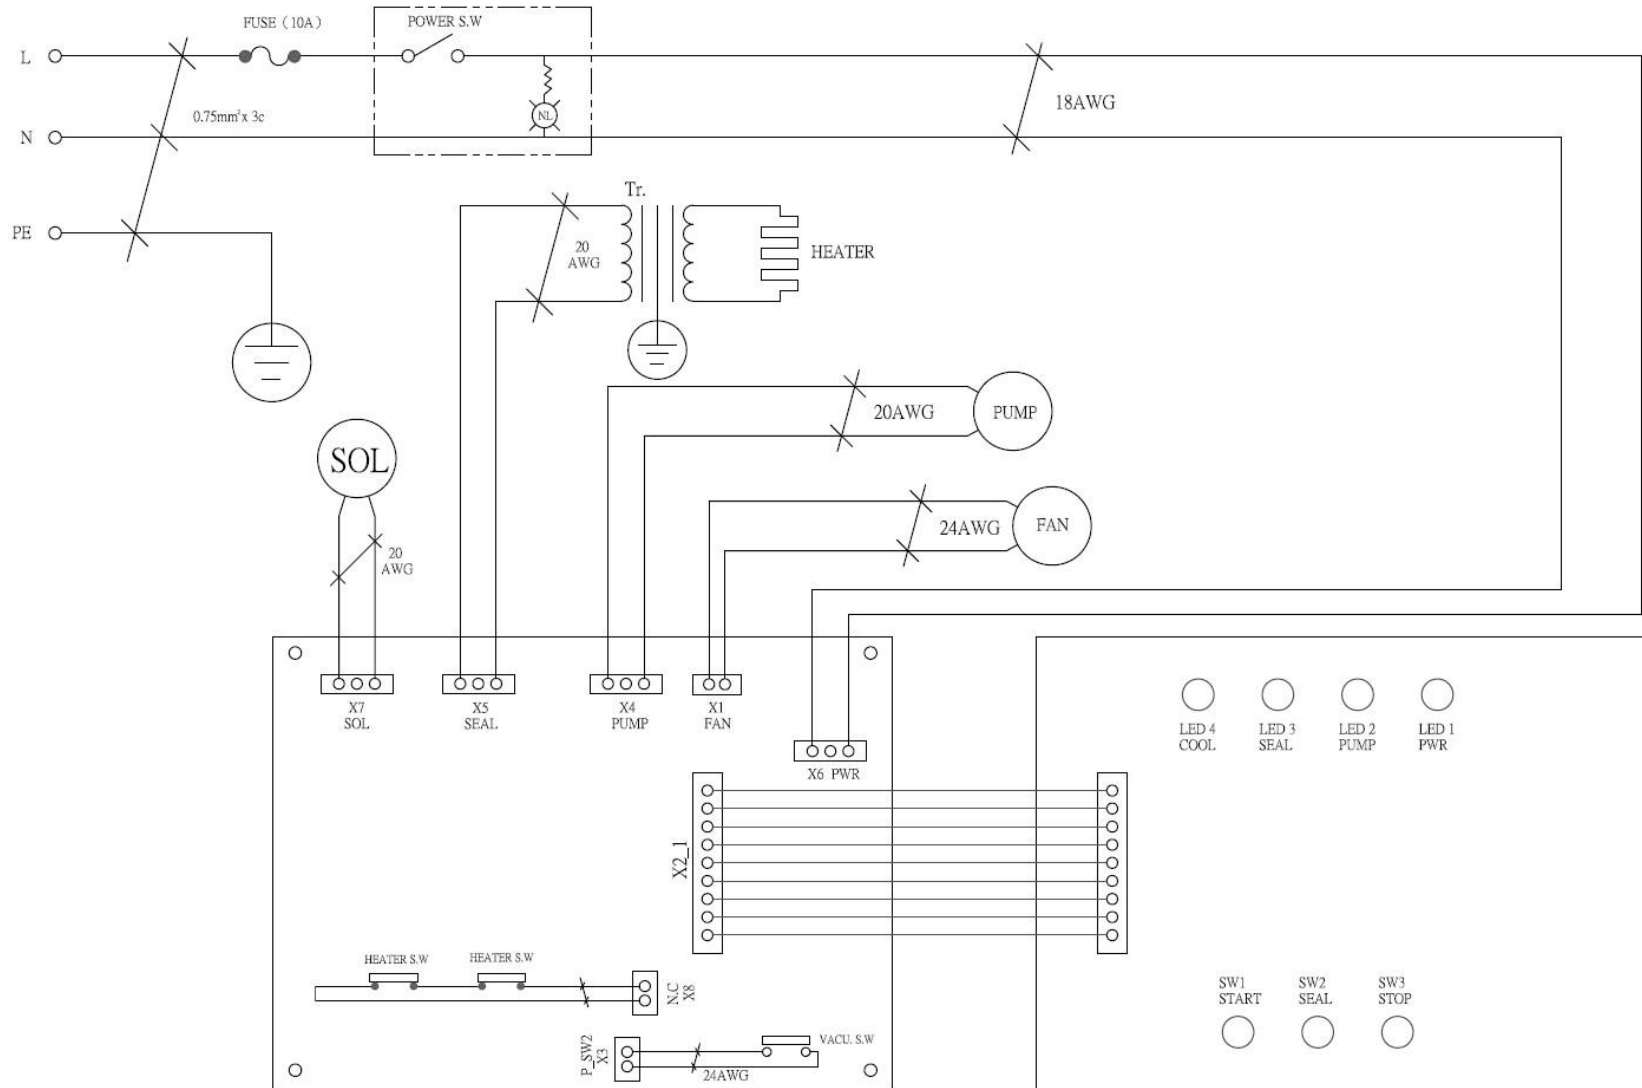 FUSE（10A）
POWER S.W
L
0.75mm²x 3c
NL
18AWG
N
Tr.
PE
20
AWG
HEATER
20AWG
PUMP
SOL
24AWG
FAN
20
AWG
X7
SOL
X5
SEAL
X4
PUMP
X1
FAN
X6 PWR
LED 4
COOL
LED 3
SEAL
LED 2
PUMP
LED 1
PWR
X2_1
HEATER S.W
HEATER S.W
N.C
X8
SW1
START
SW2
SEAL
SW3
STOP
P_SW2
X3
VACU. S.W
24AWG